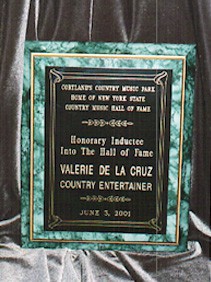 CORTLAND'S COUNTRY MUSIC PARK
HOME OF NEW YORK STATE
COUNTRY MUSIC HALL OF FAME
Honorary Inductee
Into The Hall of Fame
VALERIE DE LA CRUZ
COUNTRY ENTERTAINER
JUNE 3, 2001